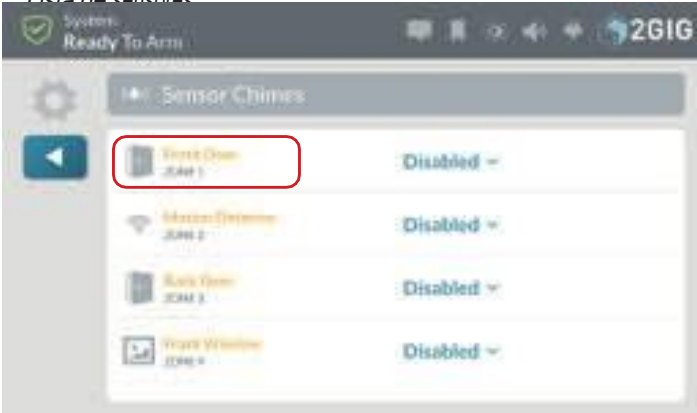 System:
Ready To Arm
2GIG
Sensor Chimes
Front Door
ZONE 1
Disabled
Motion Detector
ZONE 2
Disabled
Back Door
ZONE 3
Disabled
Front Window
ZONE 4
Disabled